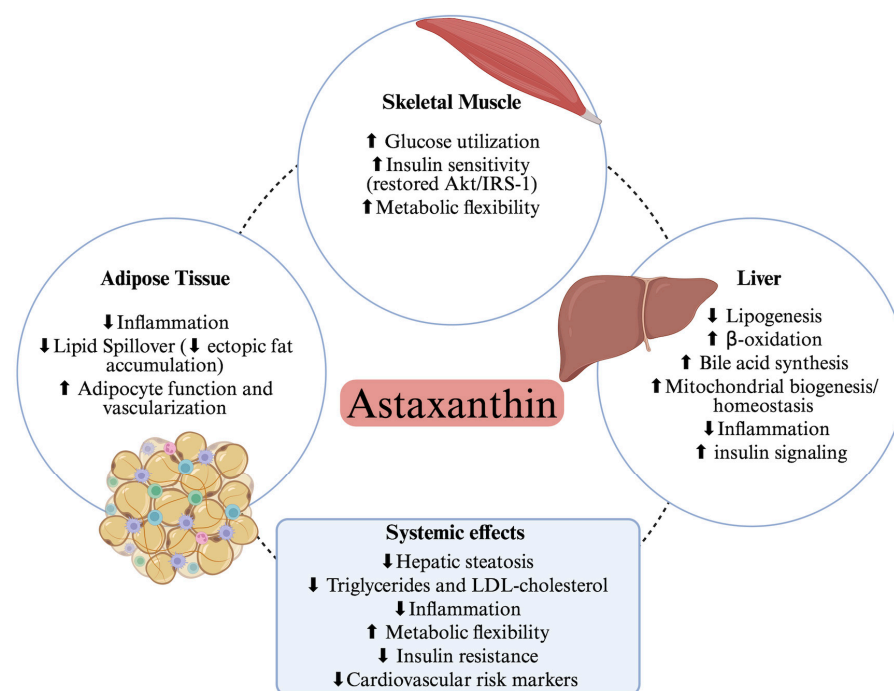 Skeletal Muscle
⬆ Glucose utilization
⬆ Insulin sensitivity
(restored Akt/IRS-1)
⬆ Metabolic flexibility
Adipose Tissue
⬇Inflammation
⬇Lipid Spillover (⬇ ectopic fat
accumulation)
⬆ Adipocyte function and
vascularization
Liver
⬇ Lipogenesis
⬆ β-oxidation
⬆ Bile acid synthesis
⬆Mitochondrial biogenesis/
homeostasis
⬇Inflammation
⬆ insulin signaling
Astaxanthin
Systemic effects
⬇Hepatic steatosis
⬇ Triglycerides and LDL-cholesterol
⬇Inflammation
⬆ Metabolic flexibility
⬇ Insulin resistance
⬇Cardiovascular risk markers